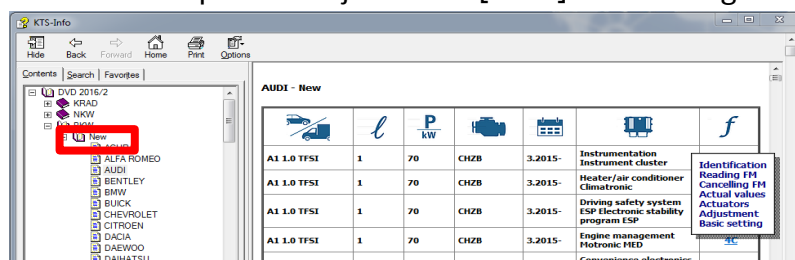 KTS-Info
Hide Back Forward Home Print Options
Contents Search Favorites
DVD 2016/2
KRAD
NKW
New
ALFA ROMEO
AUDI
BENTLEY
BMW
BUICK
CHEVROLET
CITROEN
DACIA
DAEWOO
DAIHATSU
AUDI - New
ℓ P kW f
A1 1.0 TFSI 1 70 CHZB 3.2015- Instrumentation
Instrument cluster
A1 1.0 TFSI 1 70 CHZB 3.2015- Heater/air conditioner
Climatronic
A1 1.0 TFSI 1 70 CHZB 3.2015- Driving safety system
ESP Electronic stability
program ESP
A1 1.0 TFSI 1 70 CHZB 3.2015- Engine management
Motronic MED
4C
Convenience electronics
Identification
Reading FM
Cancelling FM
Actual values
Actuators
Adjustment
Basic setting